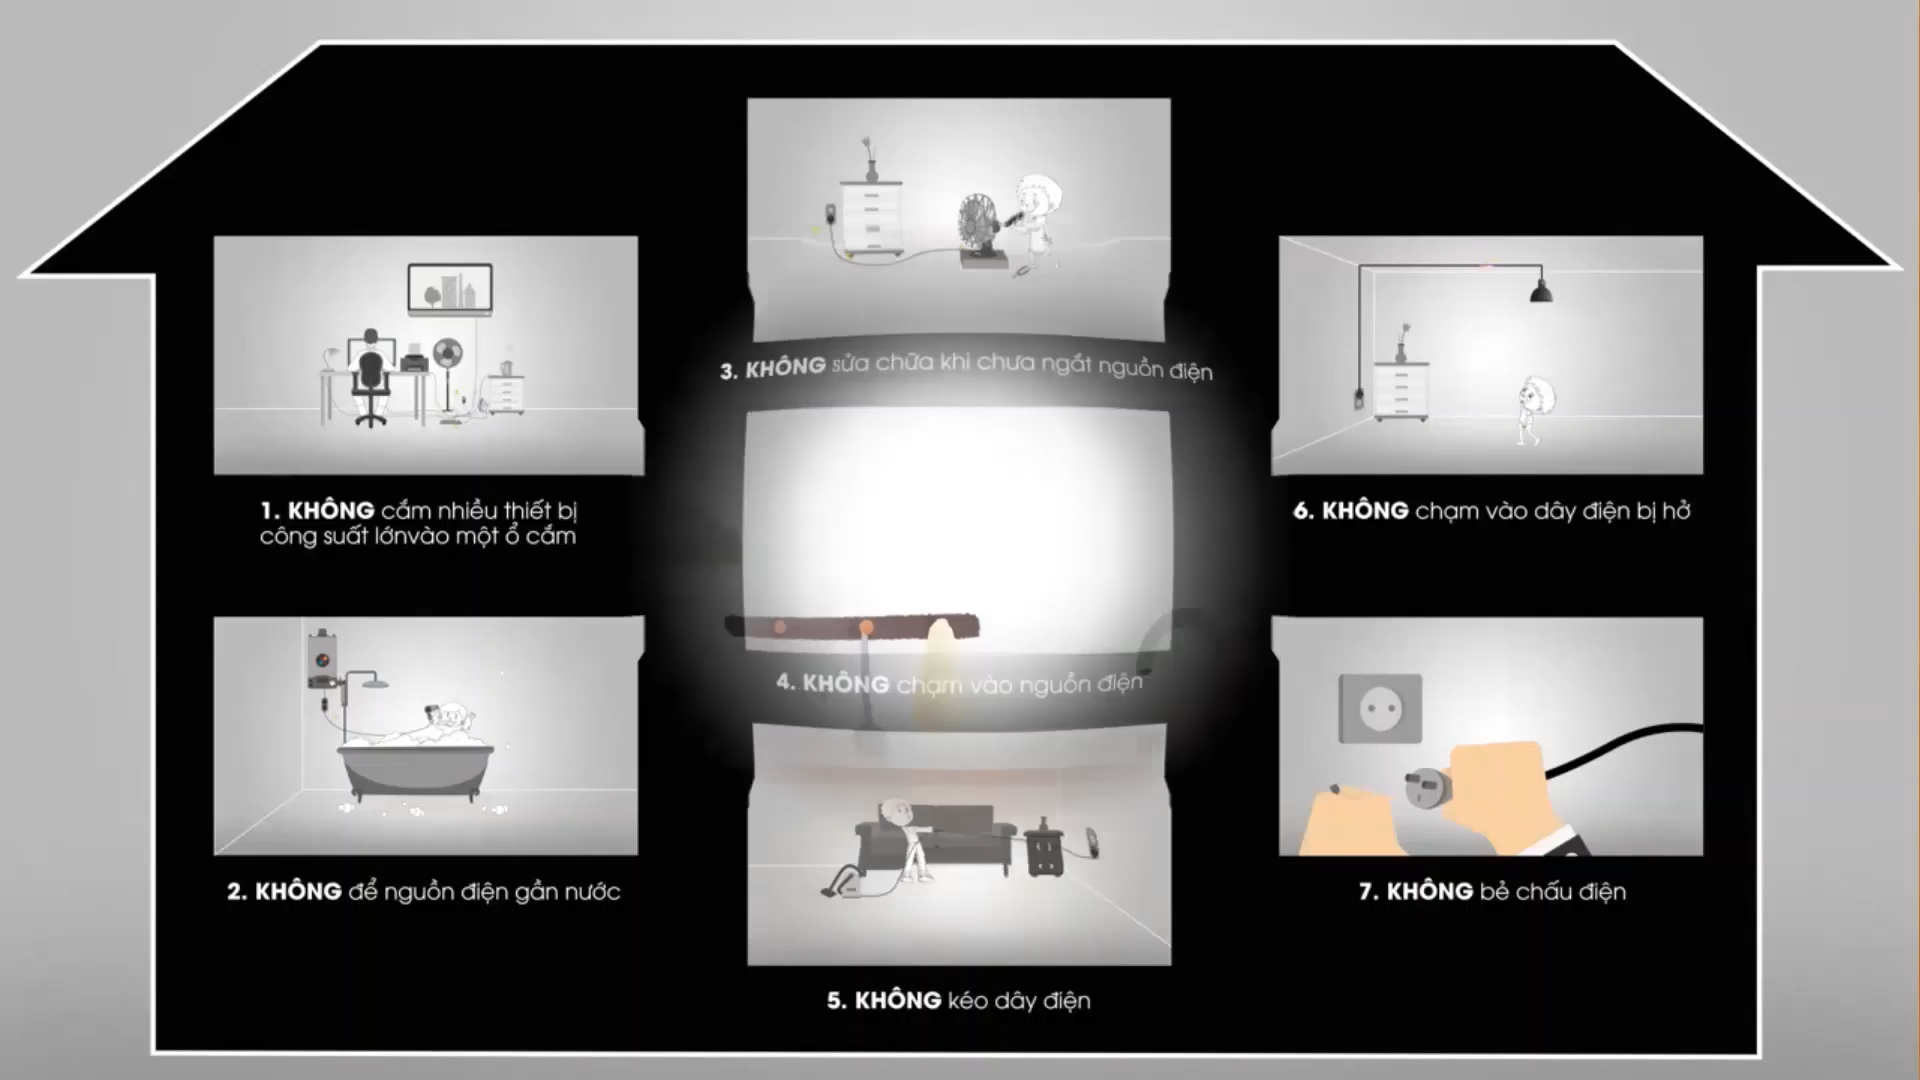 1. KHÔNG cắm nhiều thiết bị
công suất lớnvào một ổ cắm
2. KHÔNG để nguồn điện gần nước
3. KHÔNG sửa chữa khi chưa ngắt nguồn điện
4. KHÔNG chạm vào nguồn điện
5. KHÔNG kéo dây điện
6. KHÔNG chạm vào dây điện bị hở
7. KHÔNG bẻ chấu điện